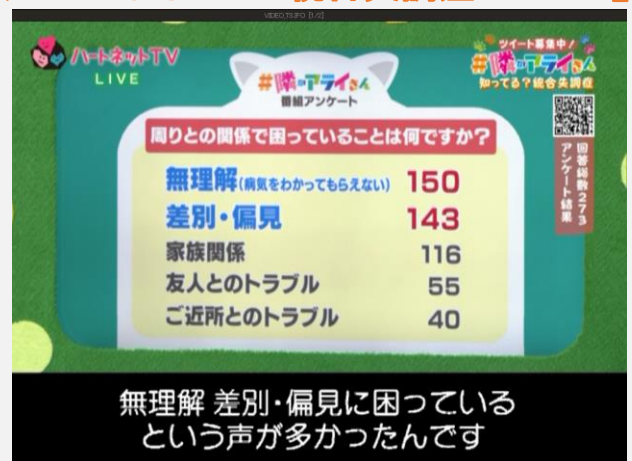 VIDEO,TS/FO [1/2]
ハートネットTV
LIVE
#隣のアライさん
番組アンケート
ツイート募集中!
#隣のアライさん
知ってる?統合失調症
回答総数273
アンケート結果
周りとの関係で困っていることは何ですか?
無理解(病気をわかってもらえない) 150
差別・偏見 143
家族関係 116
友人とのトラブル 55
ご近所とのトラブル 40
無理解 差別・偏見に困っている
という声が多かったんです